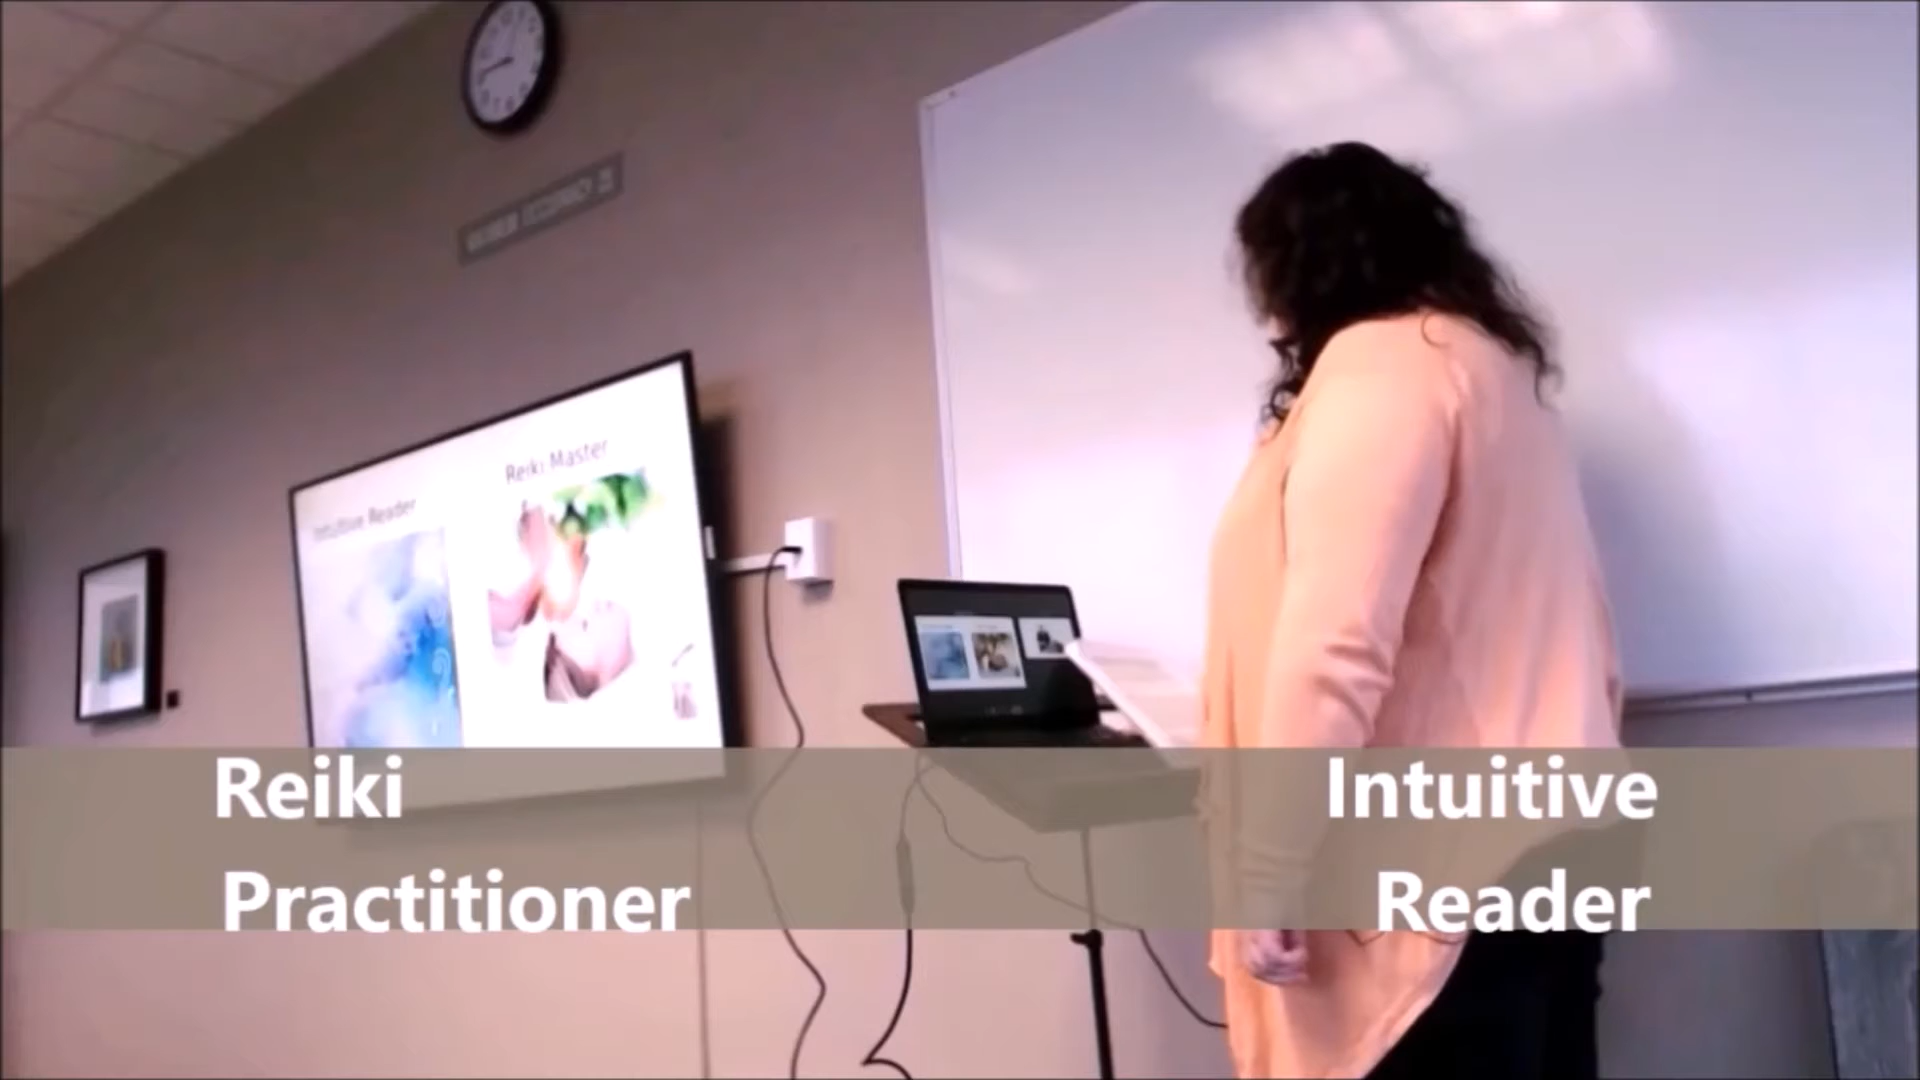 Reiki Master
Intuitive Reader
Reiki
Practitioner
Intuitive
Reader